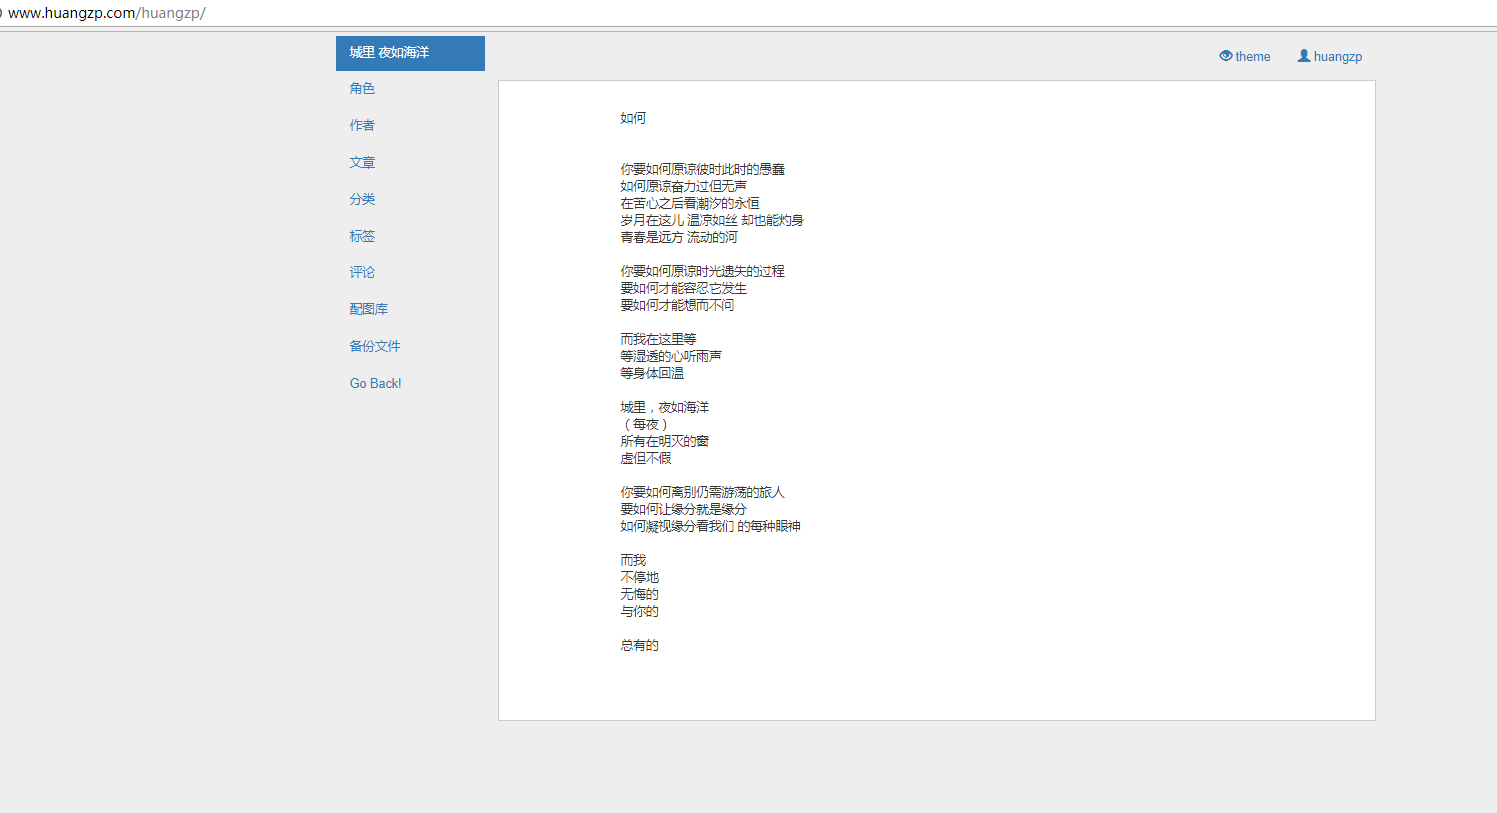 www.huangzp.com/huangzp/
城里 夜如海洋
theme
huangzp
角色
作者
文章
分类
标签
评论
配图库
备份文件
Go Back!
如何
你要如何原谅彼时此时的愚蠢
如何原谅奋力过但无声
在苦心之后看潮汐的永恒
岁月在这儿 温凉如丝 却也能灼身
青春是远方 流动的河
你要如何原谅时光遗失的过程
要如何才能容忍它发生
要如何才能想而不问
而我在这里等
等湿透的心听雨声
等身体回温
城里，夜如海洋
（每夜）
所有在明灭的窗
虚但不假
你要如何离别仍需游荡的旅人
要如何让缘分就是缘分
如何凝视缘分看我们 的每种眼神
而我
不停地
无悔的
与你的
总有的